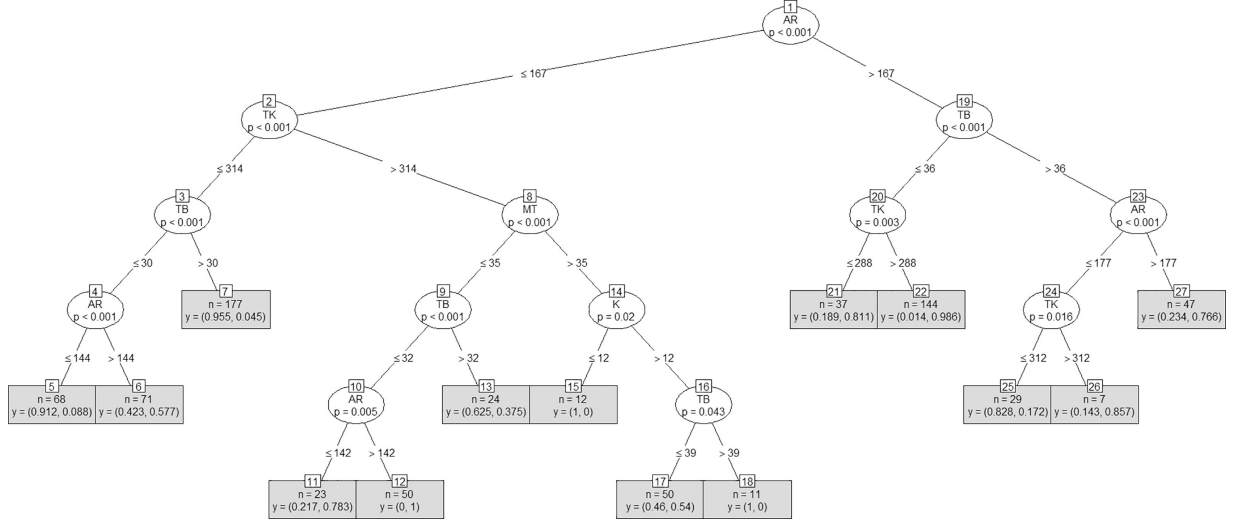 1
AR
p < 0.001
≤ 167
> 167
2
TK
p < 0.001
19
TB
p < 0.001
≤ 314
> 314
≤ 36
> 36
3
TB
p < 0.001
8
MT
p < 0.001
20
TK
p = 0.003
23
AR
p < 0.001
≤ 30
> 30
≤ 35
> 35
≤ 288
> 288
≤ 177
> 177
4
AR
p < 0.001
7
n = 177
y = (0.955, 0.045)
9
TB
p < 0.001
14
K
p = 0.02
21
n = 37
y = (0.189, 0.811)
22
n = 144
y = (0.014, 0.986)
24
TK
p = 0.016
27
n = 47
y = (0.234, 0.766)
≤ 144
> 144
≤ 32
> 32
≤ 12
> 12
≤ 312
> 312
5
n = 68
y = (0.912, 0.088)
6
n = 71
y = (0.423, 0.577)
10
AR
p = 0.005
13
n = 24
y = (0.625, 0.375)
15
n = 12
y = (1, 0)
16
TB
p = 0.043
25
n = 29
y = (0.828, 0.172)
26
n = 7
y = (0.143, 0.857)
≤ 142
> 142
≤ 39
> 39
11
n = 23
y = (0.217, 0.783)
12
n = 50
y = (0, 1)
17
n = 50
y = (0.46, 0.54)
18
n = 11
y = (1, 0)